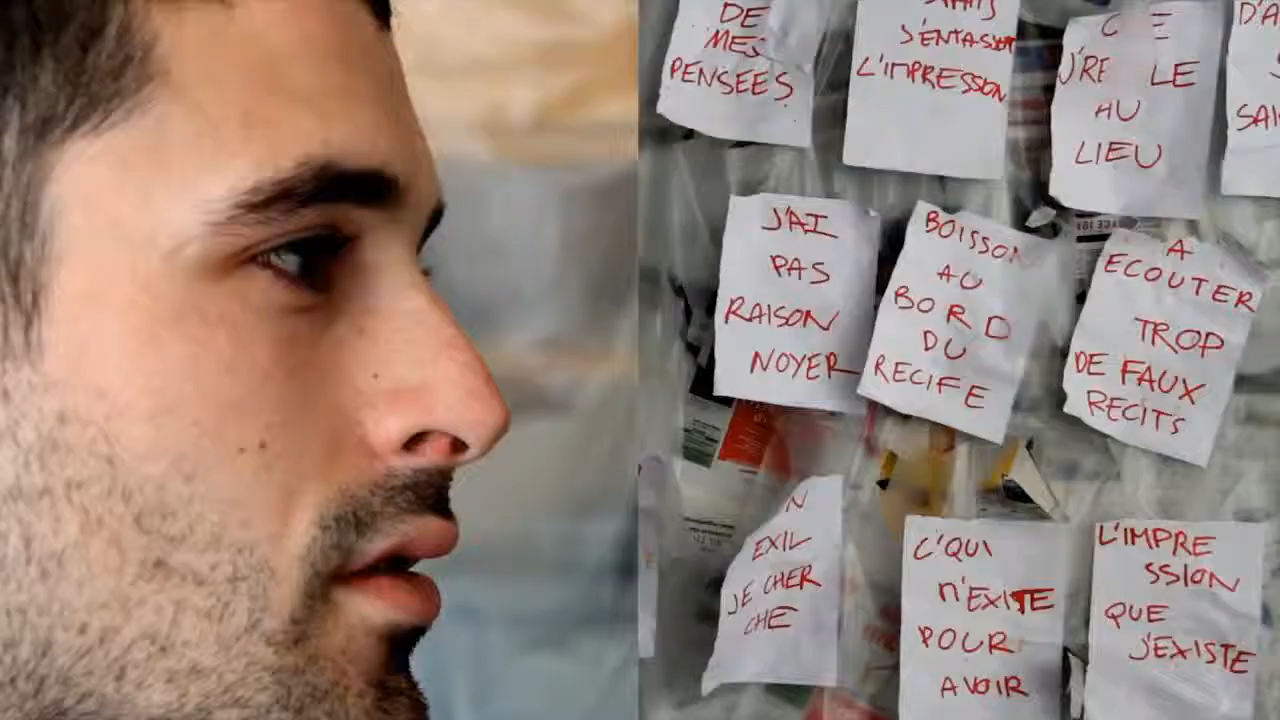 DE
MES
PENSEES
S'ENTASSENT
L'IMPRESSION
AU
LIEU
J'AI
PAS
RAISON
NOYER
BOISSON
AU
BORD
DU
RECIFE
A
ECOUTER
TROP
DE FAUX
RECITS
N
EXIL
JE CHER
CHE
C'QUI
N'EXISTE
POUR
AVOIR
L'IMPRE
SSION
QUE
J'EXISTE